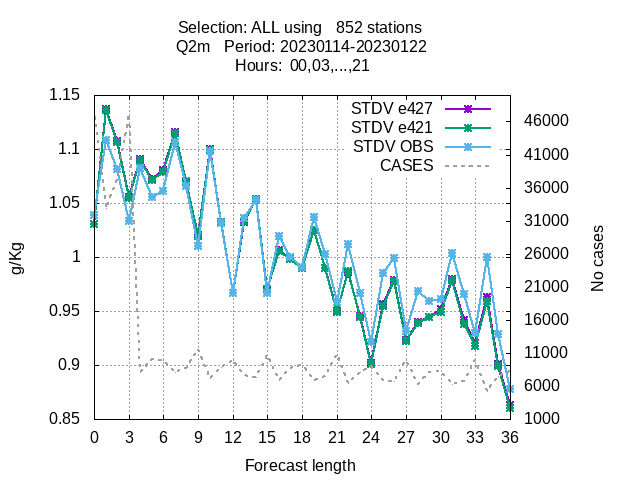 Selection: ALL using   852 stations
Q2m   Period: 20230114-20230122
Hours:  00,03,...,21
STDV e427
STDV e421
STDV OBS
CASES
1.15
1.1
1.05
1
0.95
0.9
0.85
g/Kg
46000
41000
36000
31000
26000
21000
16000
11000
6000
1000
No cases
0 3 6 9 12 15 18 21 24 27 30 33 36
Forecast length